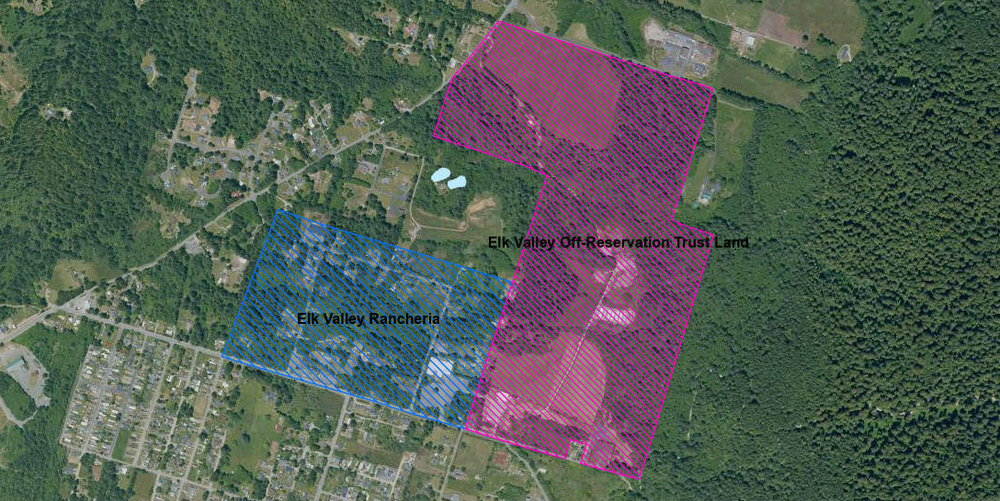 Elk Valley Off-Reservation Trust Land
Elk Valley Rancheria